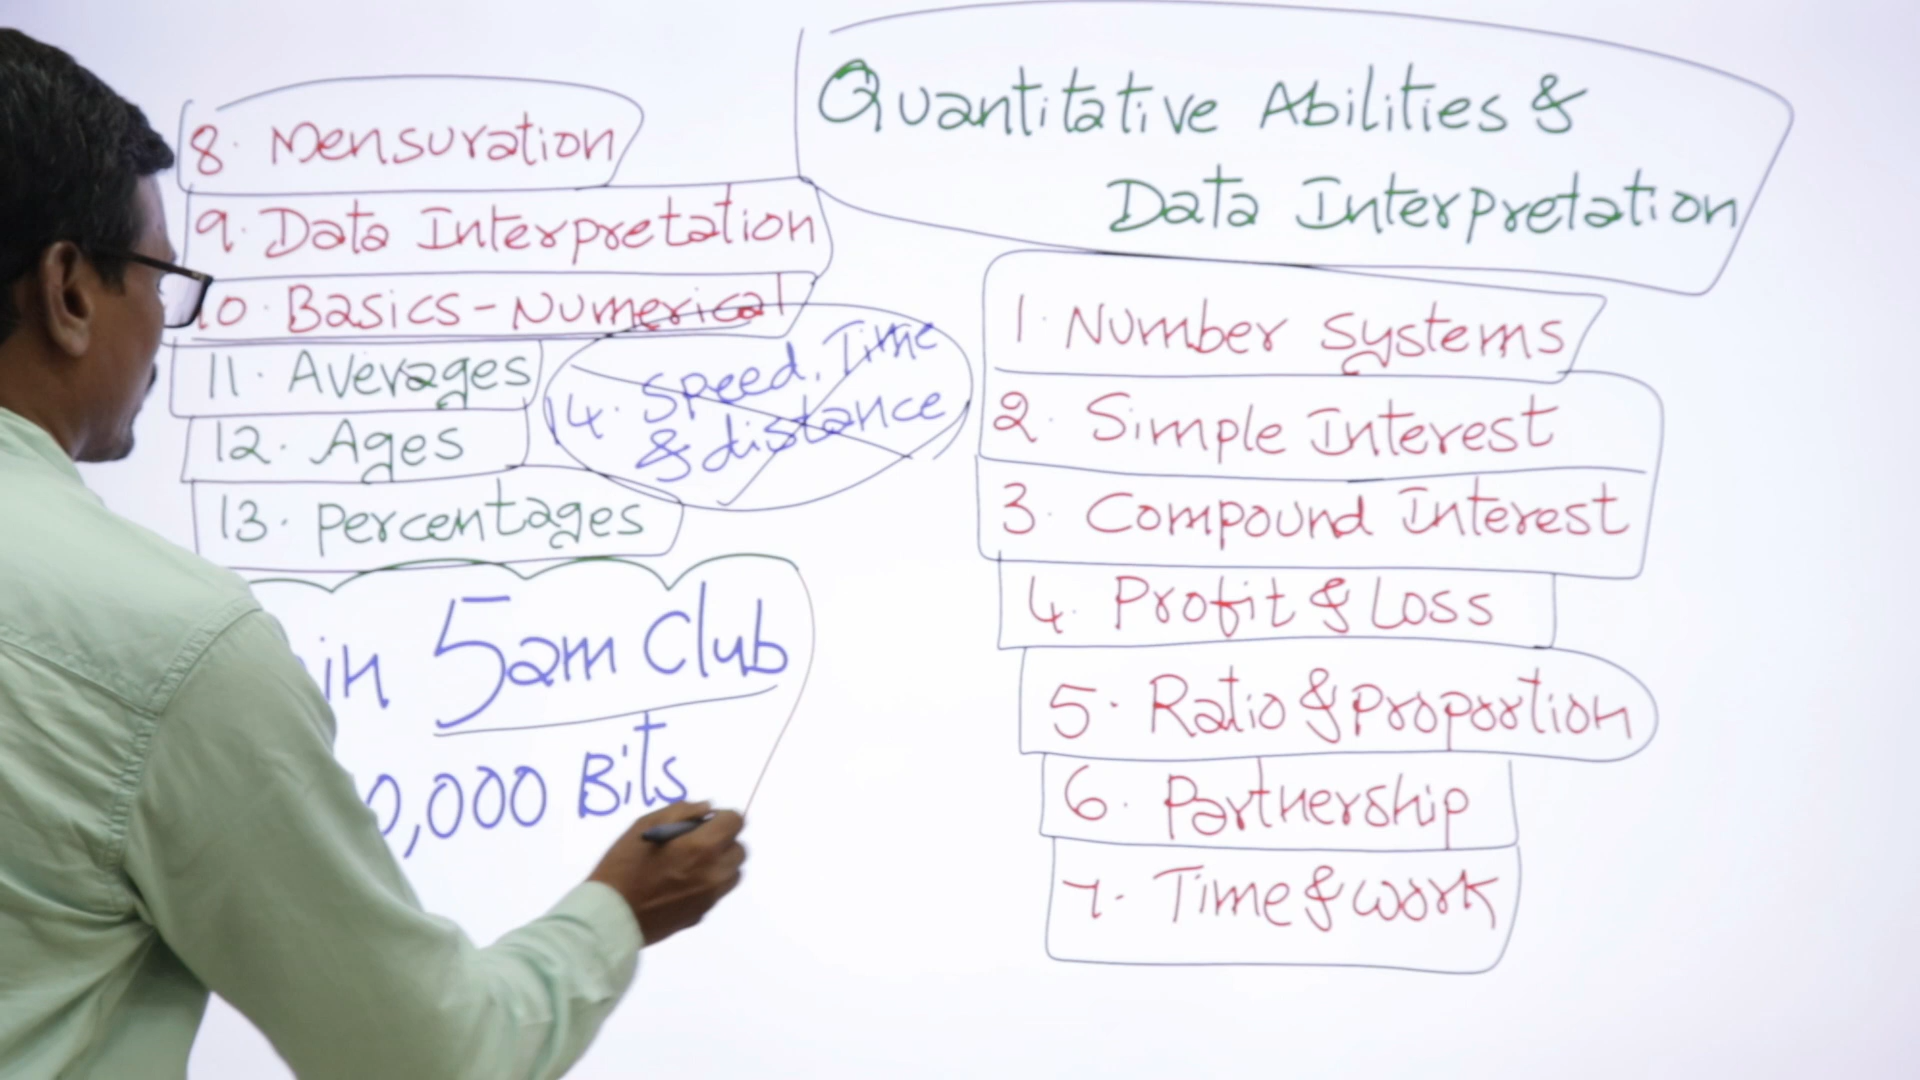 Quantitative Abilities &
Data Interpretation
1. Number Systems
2. Simple Interest
3. Compound Interest
4. Profit & Loss
5. Ratio & Proportion
6. Partnership
7. Time & work
8. Mensuration
9. Data Interpretation
10. Basics - Numerical
11. Averages
12. Ages
13. Percentages
14. Speed, Time
& distance
5am Club
0,000 Bits